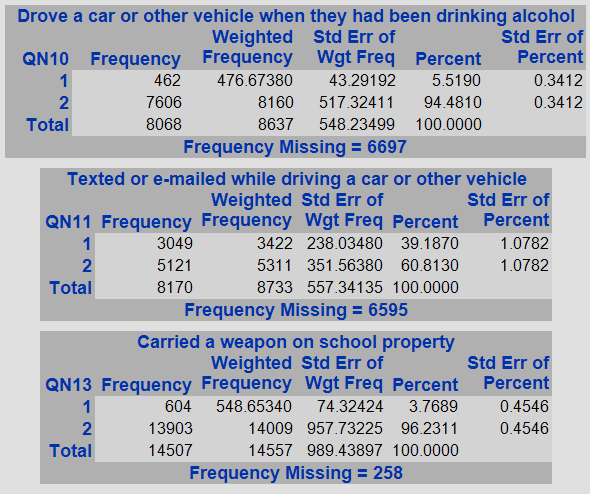 Drove a car or other vehicle when they had been drinking alcohol
QN10 Frequency Weighted Frequency Std Err of Wgt Freq Percent Std Err of Percent
1 462 476.67380 43.29192 5.5190 0.3412
2 7606 8160 517.32411 94.4810 0.3412
Total 8068 8637 548.23499 100.0000
Frequency Missing = 6697
Texted or e-mailed while driving a car or other vehicle
QN11 Frequency Weighted Frequency Std Err of Wgt Freq Percent Std Err of Percent
1 3049 3422 238.03480 39.1870 1.0782
2 5121 5311 351.56380 60.8130 1.0782
Total 8170 8733 557.34135 100.0000
Frequency Missing = 6595
Carried a weapon on school property
QN13 Frequency Weighted Frequency Std Err of Wgt Freq Percent Std Err of Percent
1 604 548.65340 74.32424 3.7689 0.4546
2 13903 14009 957.73225 96.2311 0.4546
Total 14507 14557 989.43897 100.0000
Frequency Missing = 258